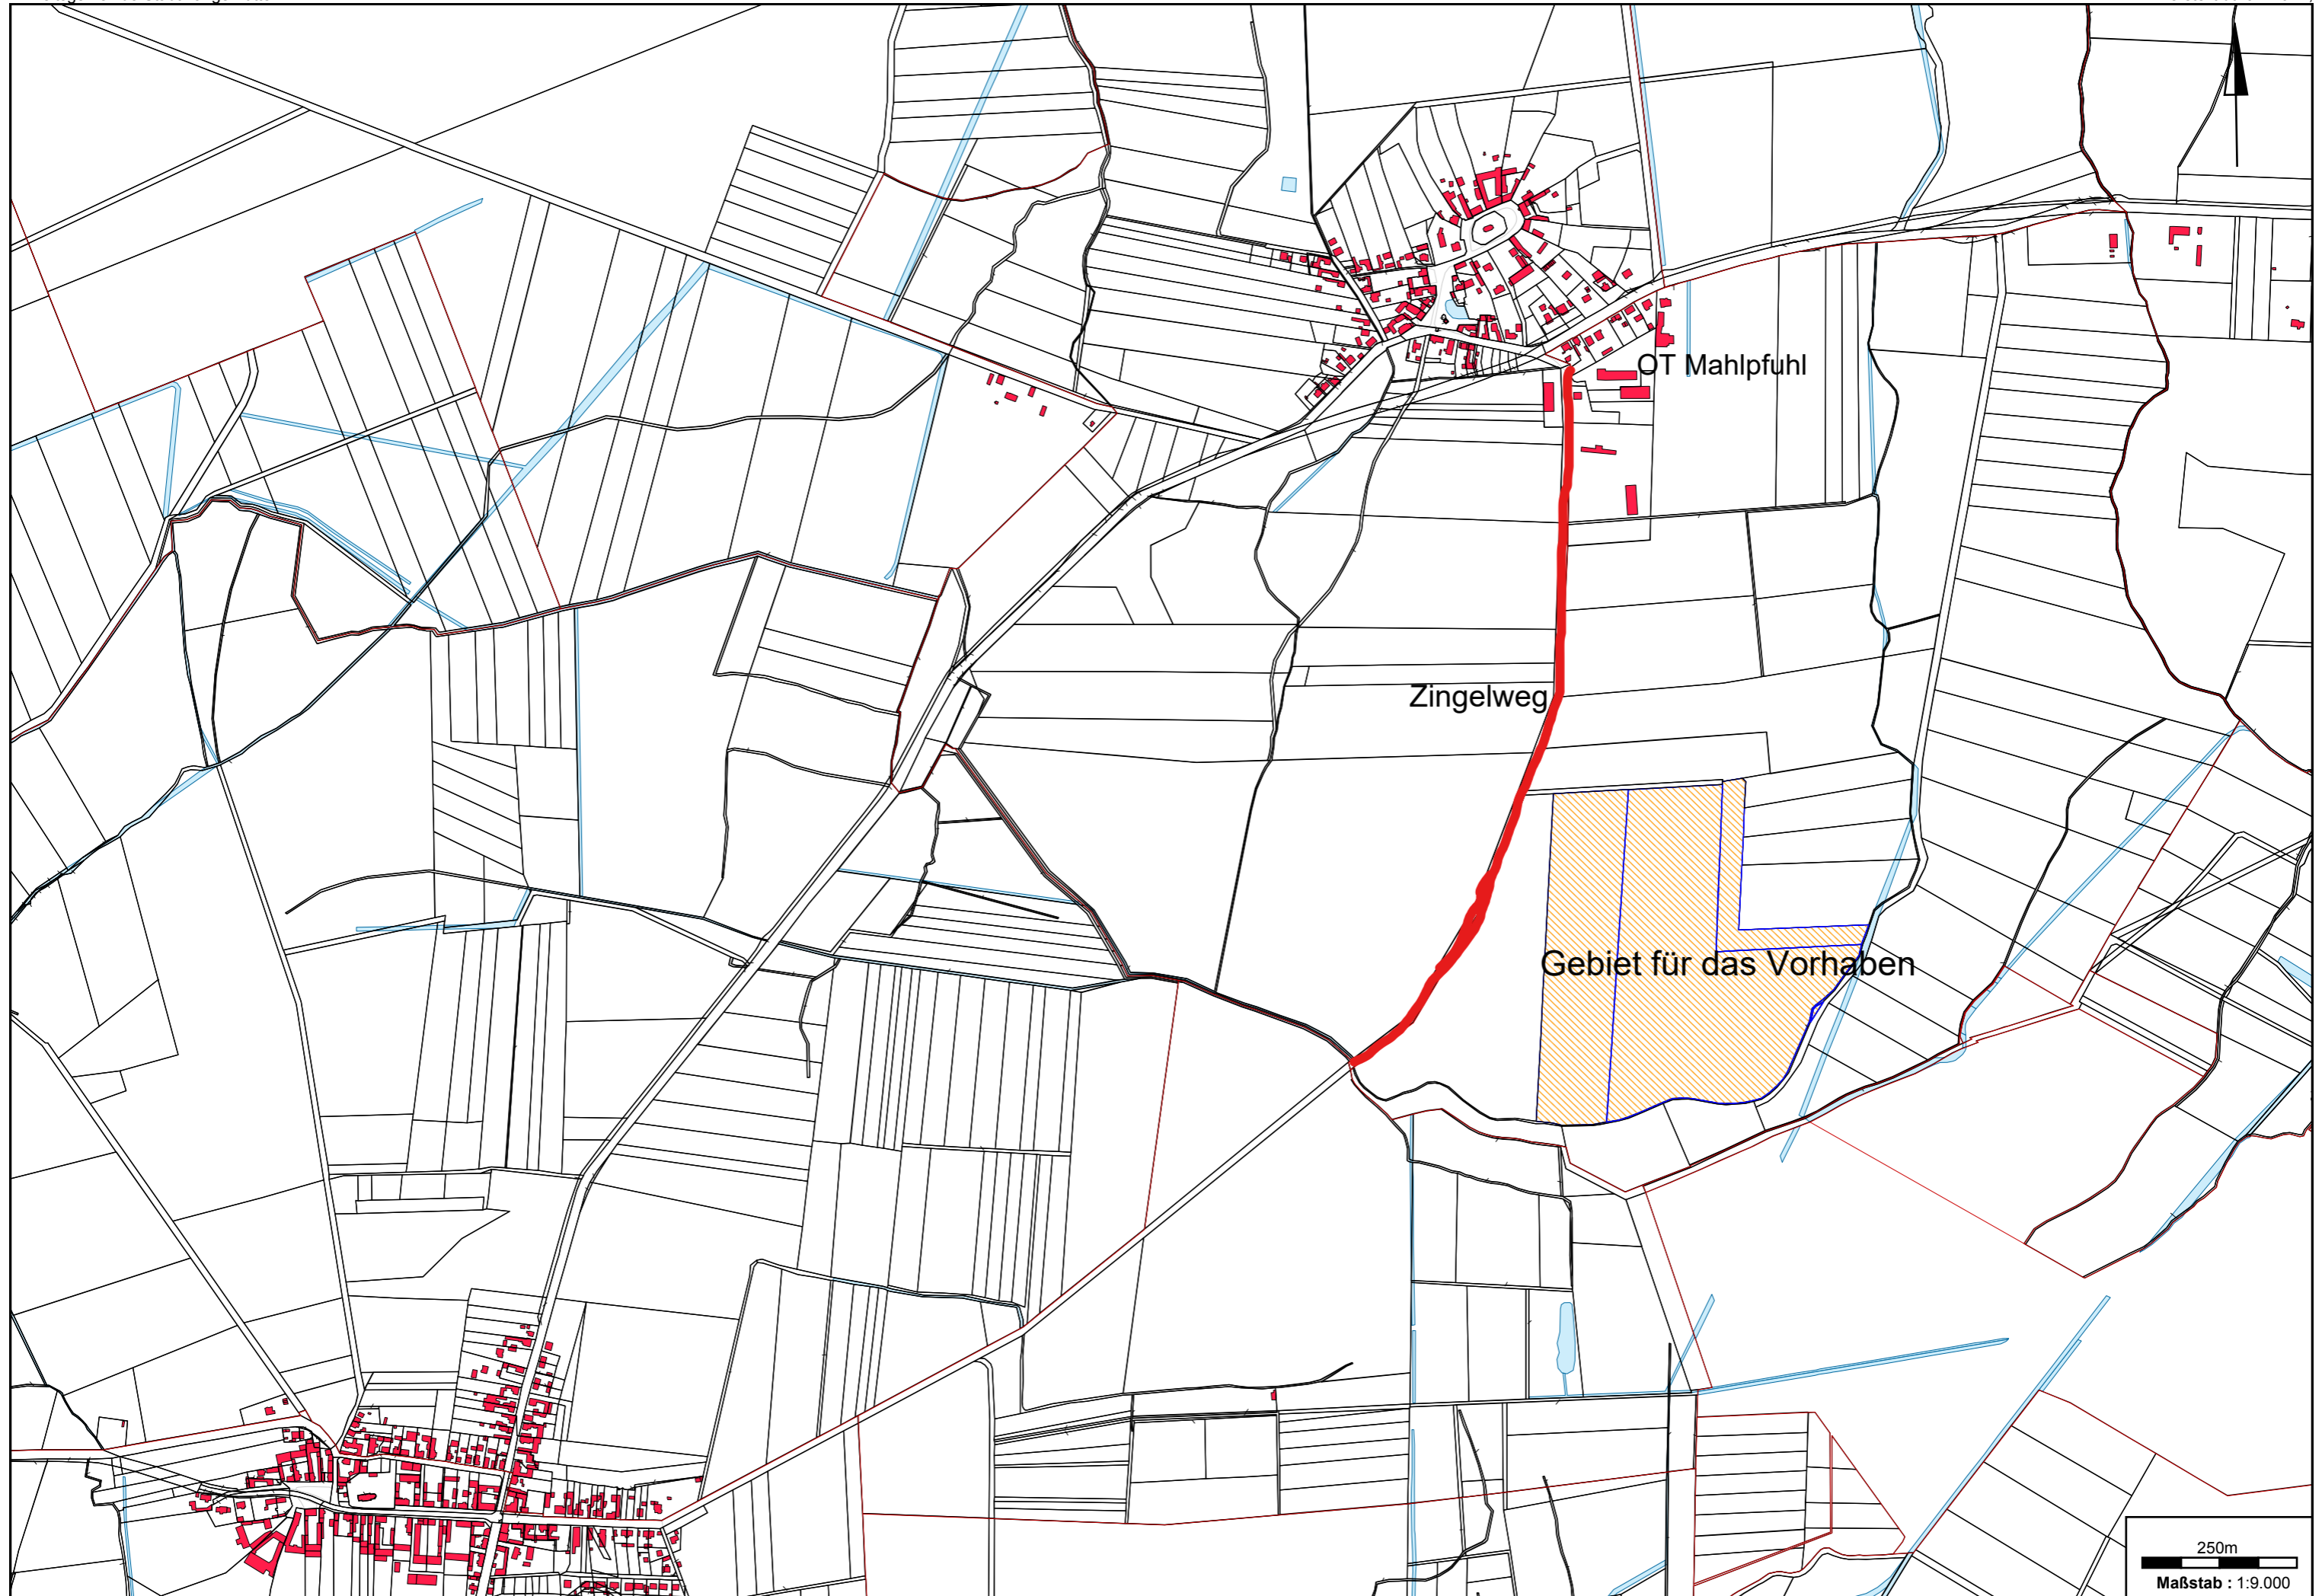 OT Mahlpfuhl
Zingelweg
Gebiet für das Vorhaben
250m
Maßstab : 1:9.000